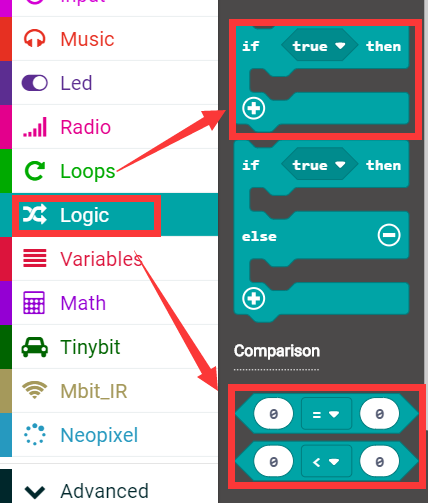 Input
Music
Led
Radio
Loops
Logic
Variables
Math
Tinybit
Mbit_IR
Neopixel
Advanced
if true then
if true then
else
Comparison
0 = 0
0 < 0